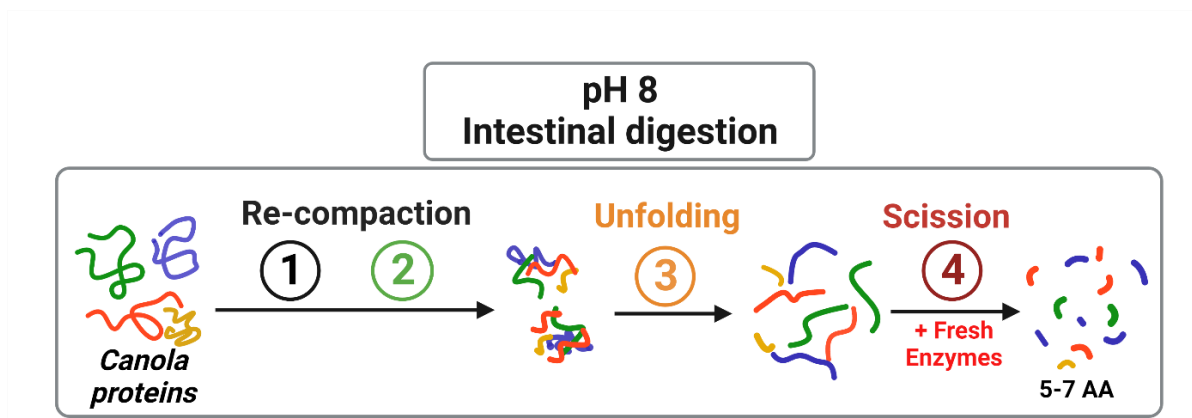 pH 8
Intestinal digestion
Re-compaction
Unfolding
Scission
1
2
3
4
+ Fresh
Enzymes
Canola
proteins
5-7 AA